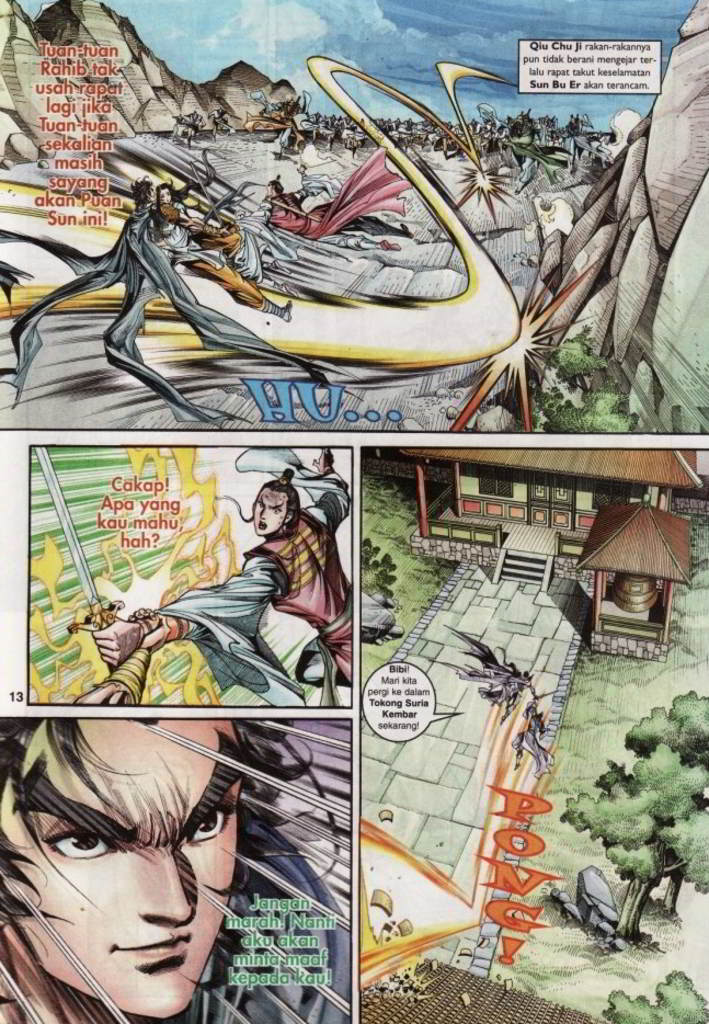 Tuan-tuan
Rahib tak
usah rapat
lagi jika
Tuan-tuan
sekalian
masih
sayang
akan Puan
Sun ini!
Qiu Chu Ji rakan-rakannya
pun tidak berani mengejar ter-
lalu rapat takut keselamatan
Sun Bu Er akan terancam.
HU...
Cakap!
Apa yang
kau mahu,
hah?
Bibi!
Mari kita
pergi ke dalam
Tokong Suria
Kembar
sekarang!
PONG!
Jangan
marah! Nanti
aku akan
minta maaf
kepada kau!
13